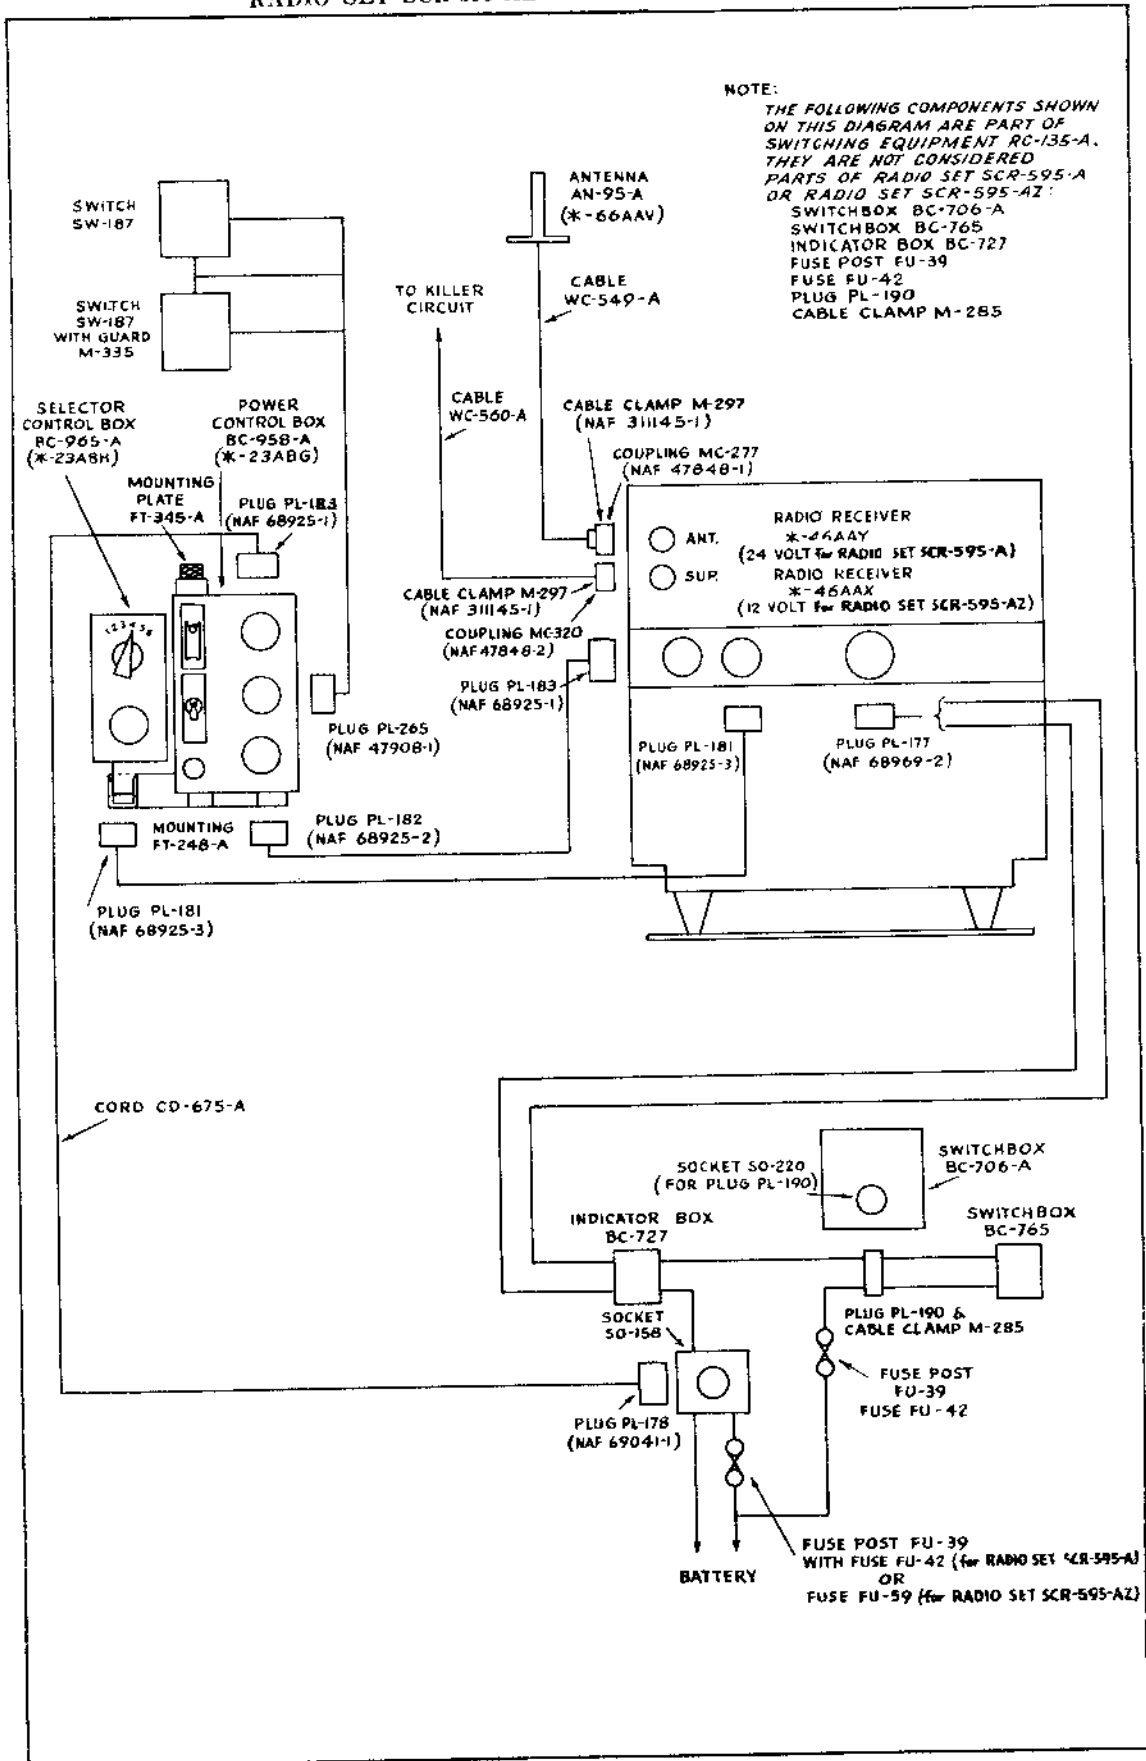 RADIO SET SCR
NOTE:
THE FOLLOWING COMPONENTS SHOWN
ON THIS DIAGRAM ARE PART OF
SWITCHING EQUIPMENT RC-135-A.
THEY ARE NOT CONSIDERED
PARTS OF RADIO SET SCR-595-A
OR RADIO SET SCR-595-AZ:
SWITCHBOX BC-706-A
SWITCHBOX BC-765
INDICATOR BOX BC-727
FUSE POST FU-39
FUSE FU-42
PLUG PL-190
CABLE CLAMP M-285
SWITCH
SW-187
ANTENNA
AN-95-A
(*-66AAV)
CABLE
WC-549-A
TO KILLER
CIRCUIT
SWITCH
SW-187
WITH GUARD
M-335
SELECTOR
CONTROL BOX
BC-965-A
(*-23ABH)
POWER
CONTROL BOX
BC-958-A
(*-23ABG)
CABLE
WC-560-A
CABLE CLAMP M-297
(NAF 311145-1)
COUPLING MC-277
(NAF 47848-1)
MOUNTING
PLATE
FT-345-A
PLUG PL-183
(NAF 68925-1)
ANT.
SUP.
RADIO RECEIVER
*-46AAY
(24 VOLT for RADIO SET SCR-595-A)
RADIO RECEIVER
*-46AAX
(12 VOLT for RADIO SET SCR-595-AZ)
CABLE CLAMP M-297
(NAF 311145-1)
COUPLING MC-320
(NAF 47848-2)
1 2 3 4 5 6
PLUG PL-183
(NAF 68925-1)
PLUG PL-265
(NAF 47908-1)
PLUG PL-181
(NAF 68925-3)
PLUG PL-177
(NAF 68969-2)
MOUNTING
FT-248-A
PLUG PL-182
(NAF 68925-2)
PLUG PL-181
(NAF 68925-3)
CORD CD-675-A
SOCKET SO-220
(FOR PLUG PL-190)
SWITCHBOX
BC-706-A
INDICATOR BOX
BC-727
SWITCHBOX
BC-765
SOCKET
SO-158
PLUG PL-190 &
CABLE CLAMP M-285
FUSE POST
FU-39
FUSE FU-42
PLUG PL-178
(NAF 69041-1)
BATTERY
FUSE POST FU-39
WITH FUSE FU-42 (for RADIO SET SCR-595-A)
OR
FUSE FU-59 (for RADIO SET SCR-595-AZ)